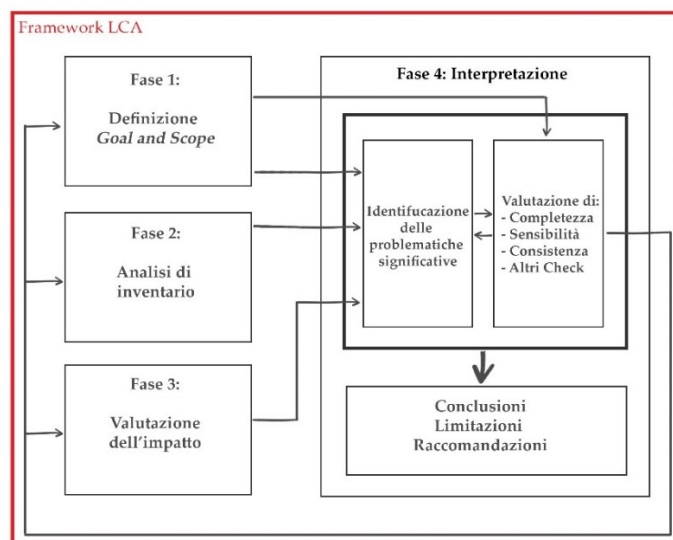 Framework LCA
Fase 1:
Definizione
Goal and Scope
Fase 2:
Analisi di
inventario
Fase 3:
Valutazione
dell'impatto
Fase 4: Interpretazione
Identifucazione
delle
problematiche
significative
Valutazione di:
- Completezza
- Sensibilità
- Consistenza
- Altri Check
Conclusioni
Limitazioni
Raccomandazioni